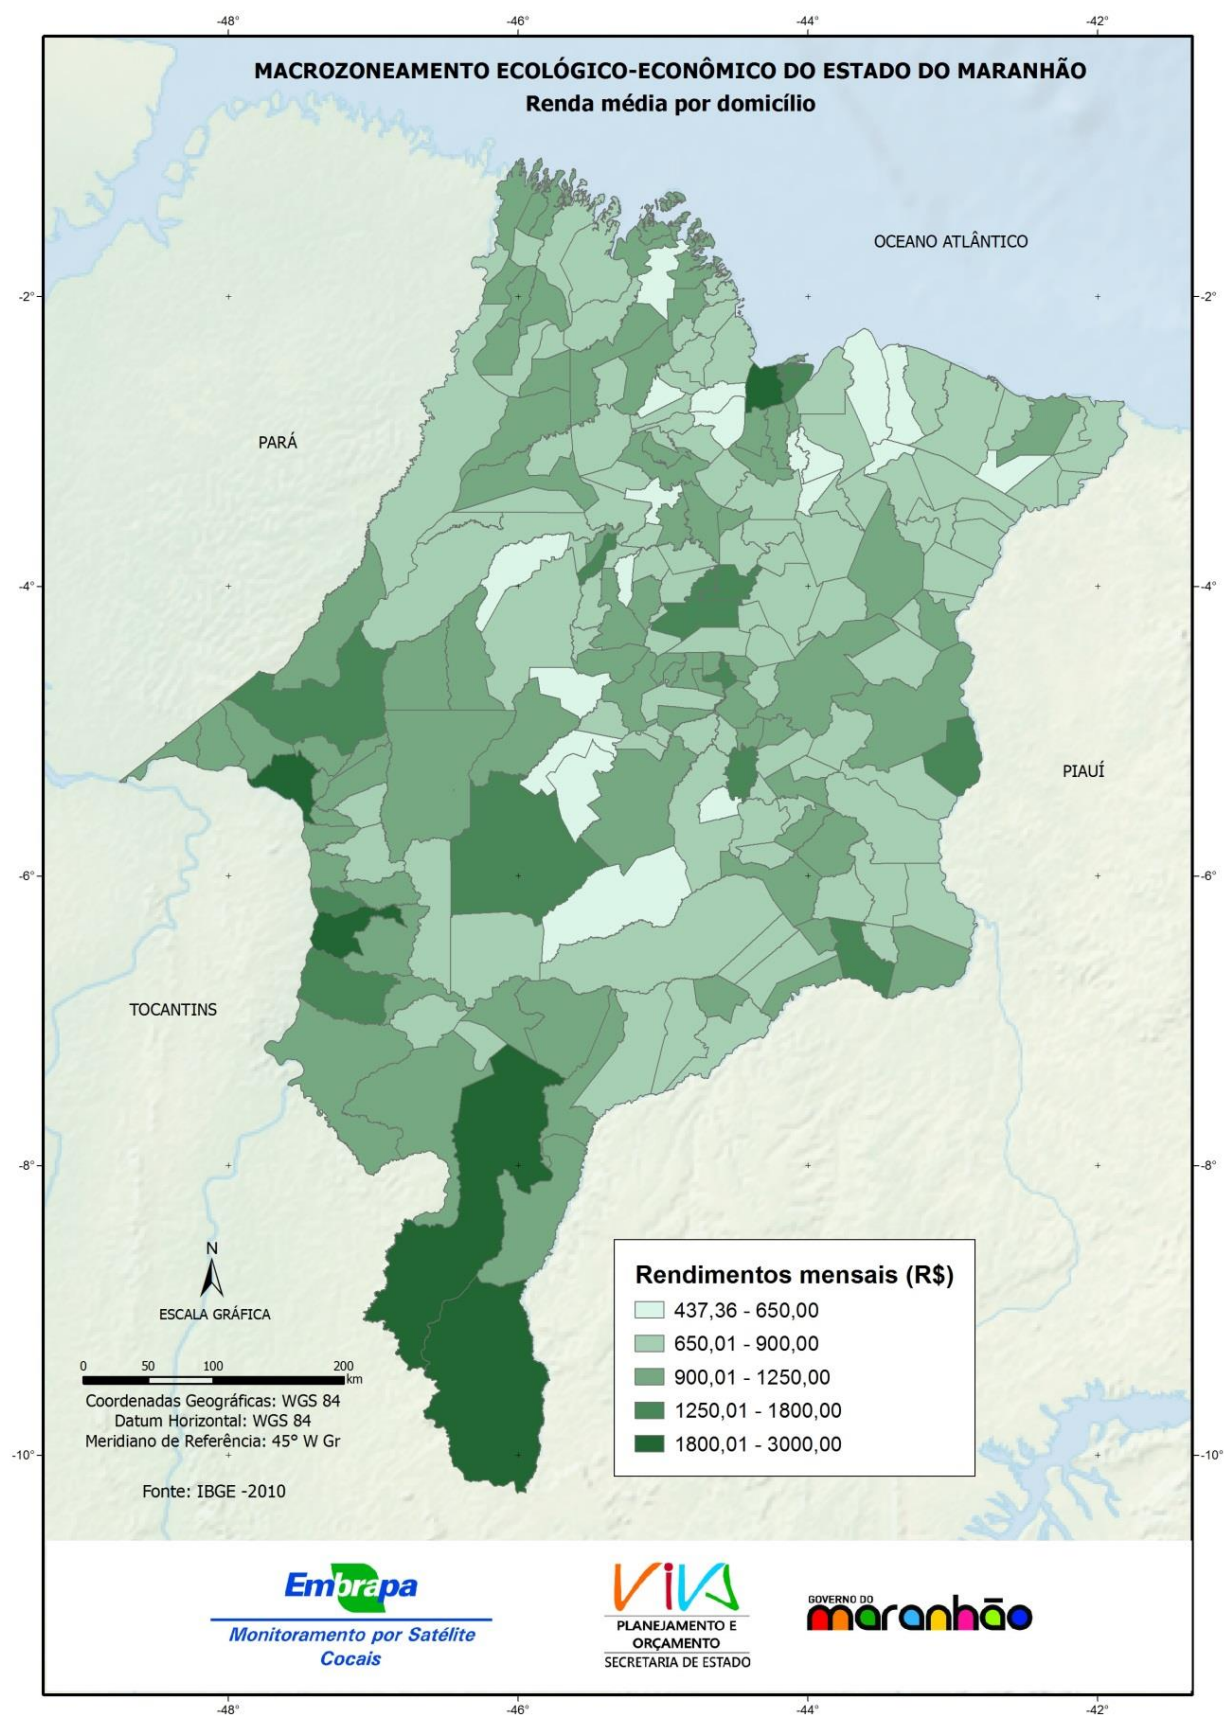 -48° -46° -44° -42°
MACROZONEAMENTO ECOLÓGICO-ECONÔMICO DO ESTADO DO MARANHÃO
Renda média por domicílio
OCEANO ATLÂNTICO
-2° -2°
PARÁ
-4° -4°
PIAUÍ
-6° -6°
TOCANTINS
-8° -8°
N
ESCALA GRÁFICA
0 50 100 200
km
Coordenadas Geográficas: WGS 84
Datum Horizontal: WGS 84
Meridiano de Referência: 45° W Gr
Fonte: IBGE -2010
Rendimentos mensais (R$)
437,36 - 650,00
650,01 - 900,00
900,01 - 1250,00
1250,01 - 1800,00
1800,01 - 3000,00
-10° -10°
Embrapa
Monitoramento por Satélite
Cocais
VIVA
PLANEJAMENTO E
ORÇAMENTO
SECRETARIA DE ESTADO
GOVERNO DO
maranhão
-48° -46° -44° -42°